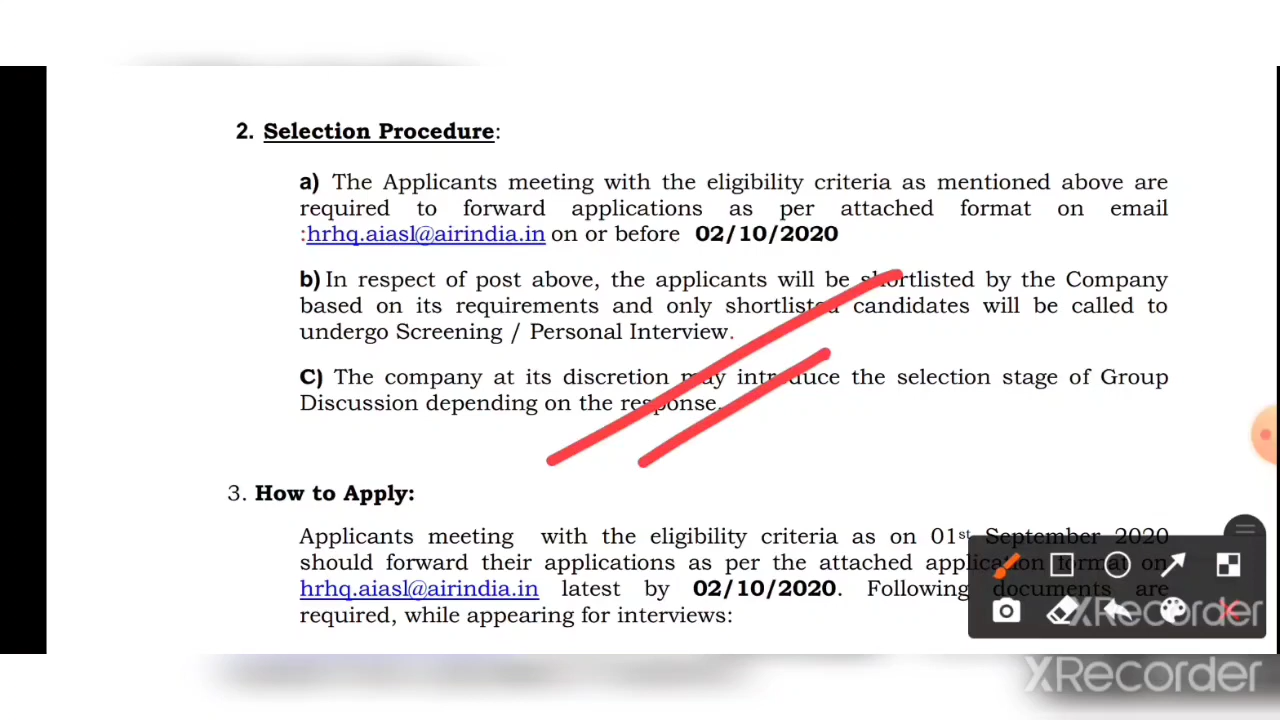 2. Selection Procedure:
a) The Applicants meeting with the eligibility criteria as mentioned above are
required to forward applications as per attached format on email
:hrhq.aiasl@airindia.in on or before 02/10/2020
b) In respect of post above, the applicants will be shortlisted by the Company
based on its requirements and only shortlisted candidates will be called to
undergo Screening / Personal Interview.
C) The company at its discretion may introduce the selection stage of Group
Discussion depending on the response.
3. How to Apply:
Applicants meeting with the eligibility criteria as on 01st September 2020
should forward their applications as per the attached application format on
hrhq.aiasl@airindia.in latest by 02/10/2020. Following documents are
required, while appearing for interviews:
XRecorder
XRecorder